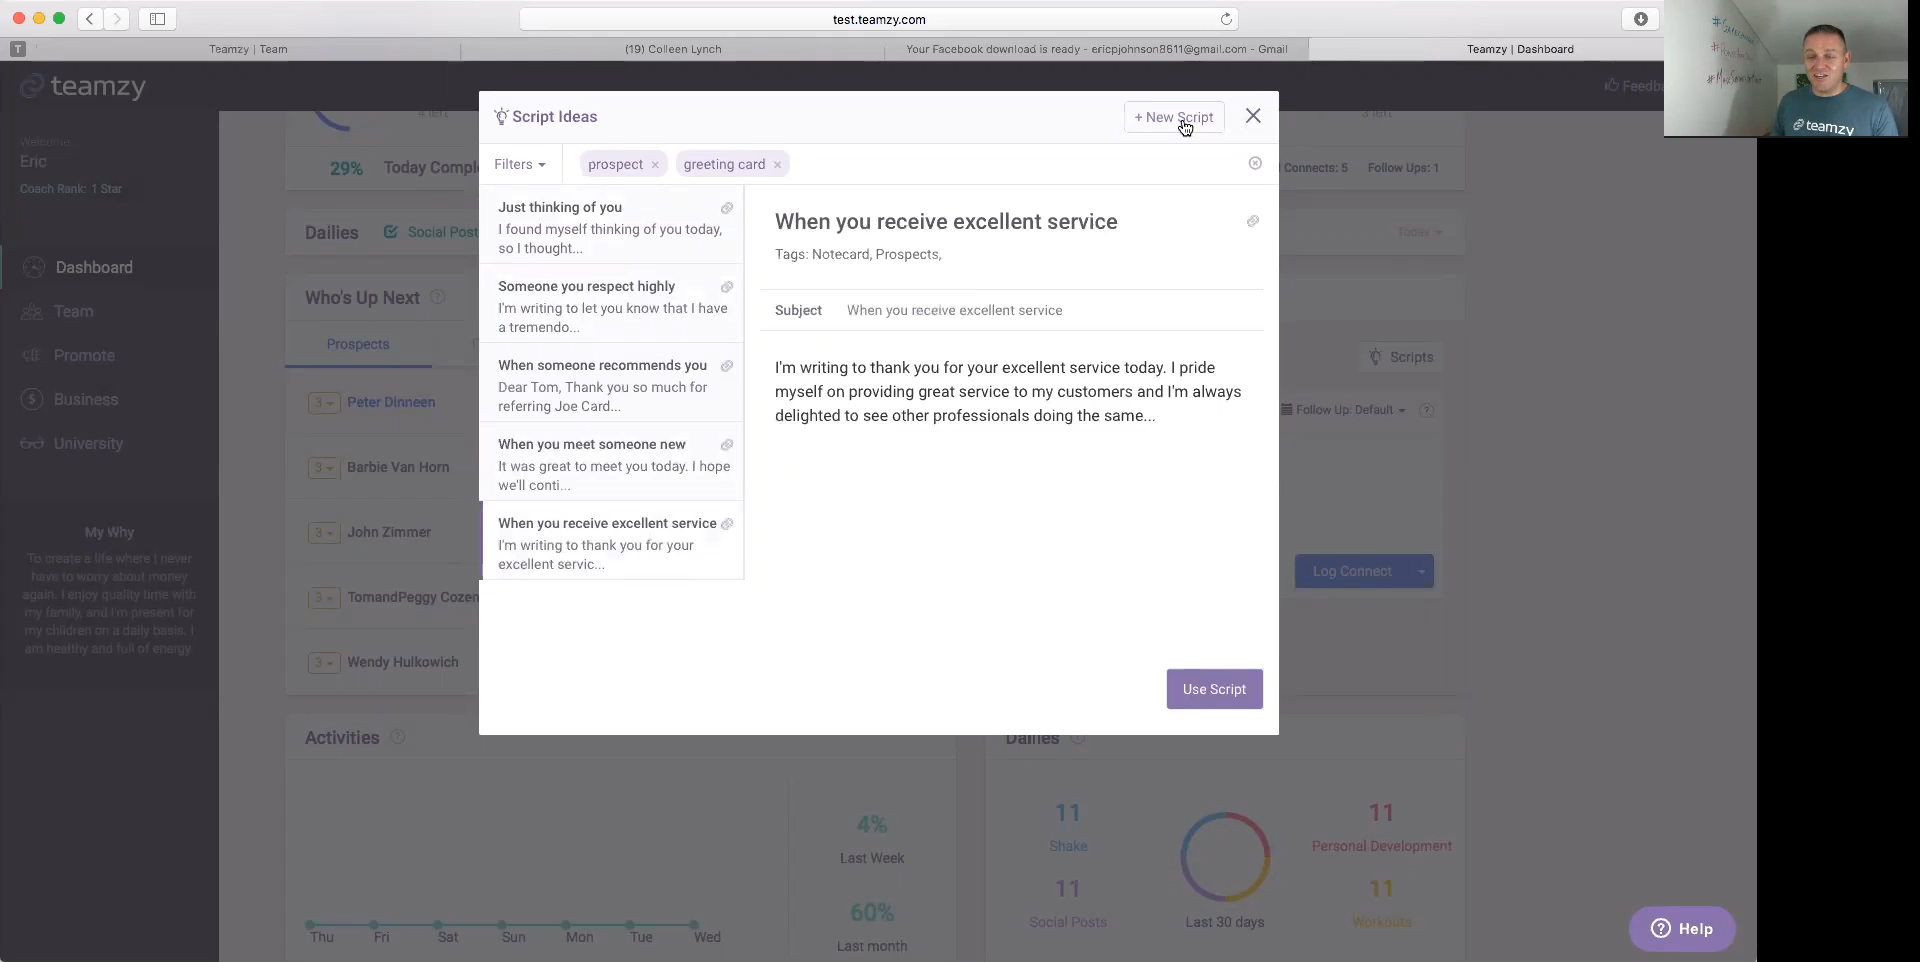 test.teamzy.com
T
Teamzy | Team
(19) Colleen Lynch
Your Facebook download is ready - ericpjohnson8611@gmail.com - Gmail
Teamzy | Dashboard
teamzy
teamzy
Welcome
Eric
Coach Rank: 1 Star
Dashboard
Team
Promote
Business
University
My Why
To create a life where I never
have to worry about money
again. I enjoy quality time with
my family, and I'm present for
my children on a daily basis. I
am healthy and full of energy.
4 left
29%
Dailies
Social Post
Who's Up Next
Prospects
3
Peter Dinneen
3
Barbie Van Horn
3
John Zimmer
3
TomandPeggy Cozen
3
Wendy Hulkowich
Script Ideas
+ New Script
Filters
prospect ×
greeting card ×
Just thinking of you
I found myself thinking of you today,
so I thought...
Someone you respect highly
I'm writing to let you know that I have
a tremendo...
When someone recommends you
Dear Tom, Thank you so much for
referring Joe Card...
When you meet someone new
It was great to meet you today. I hope
we'll conti...
When you receive excellent service
I'm writing to thank you for your
excellent servic...
When you receive excellent service
Tags: Notecard, Prospects,
Subject
When you receive excellent service
I'm writing to thank you for your excellent service today. I pride
myself on providing great service to my customers and I'm always
delighted to see other professionals doing the same...
Use Script
3 left
Connects: 5
Follow Ups: 1
Today
Scripts
Follow Up: Default
Log Connect
Activities
Thu
Fri
Sat
Sun
Mon
Tue
Wed
4%
Last Week
60%
Last month
Dailies
11
Shake
11
Social Posts
Last 30 days
11
Personal Development
11
Workouts
Help